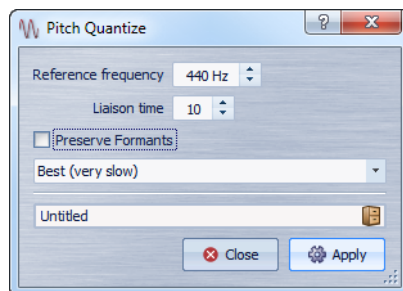 Pitch Quantize
Reference frequency 440 Hz
Liaison time 10
Preserve Formants
Best (very slow)
Untitled
Close Apply